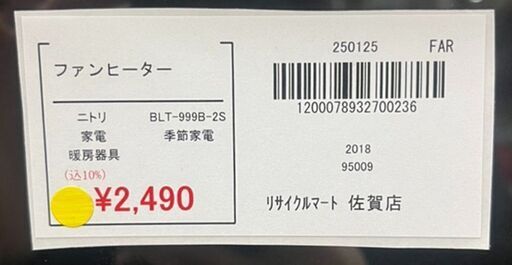 ファンヒーター
ニトリ BLT-999B-2S
家電 季節家電
暖房器具
(込10%)
¥2,490
250125 FAR
1200078932700236
2018
95009
リサイクルマート 佐賀店